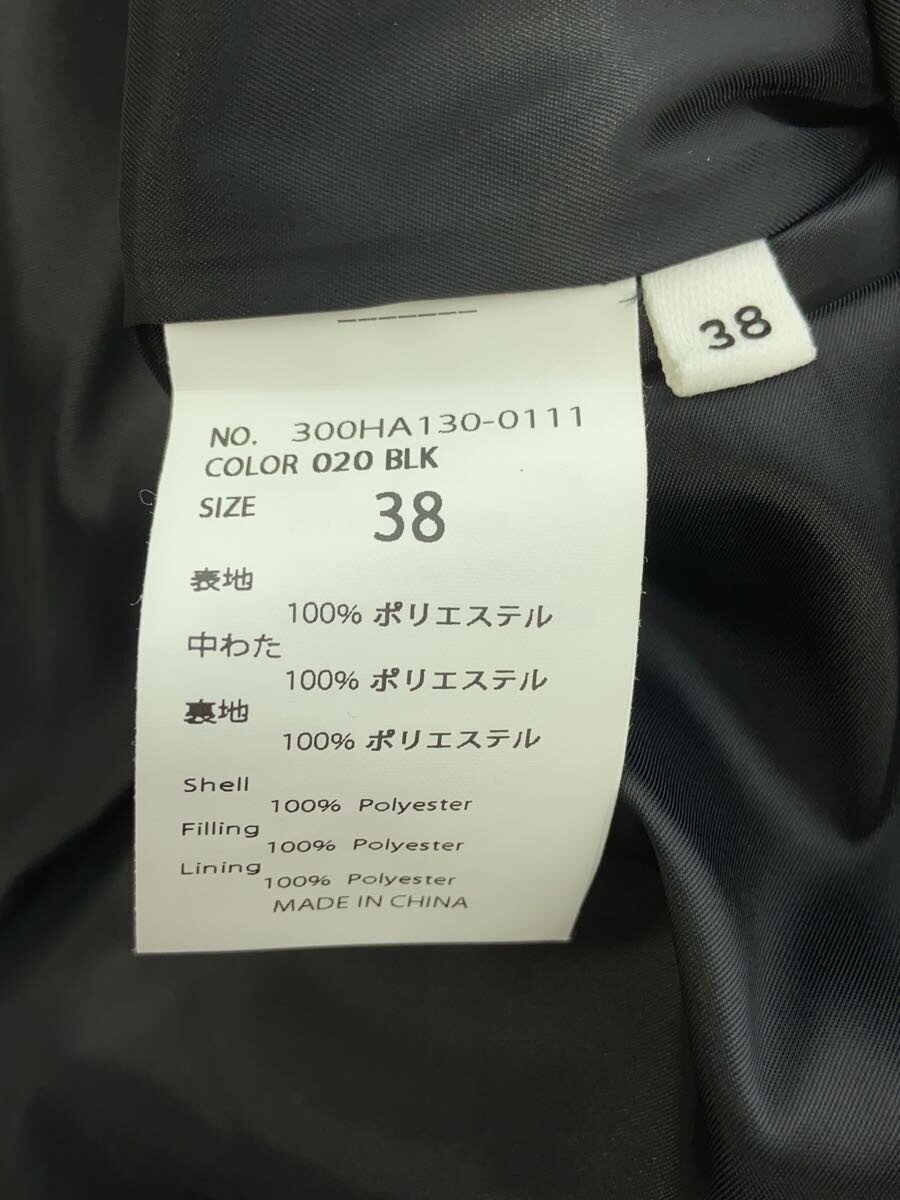 38
NO. 300HA130-0111
COLOR 020 BLK
SIZE 38
表地
100% ポリエステル
中わた
100% ポリエステル
裏地
100% ポリエステル
Shell
100% Polyester
Filling
100% Polyester
Lining
100% Polyester
MADE IN CHINA